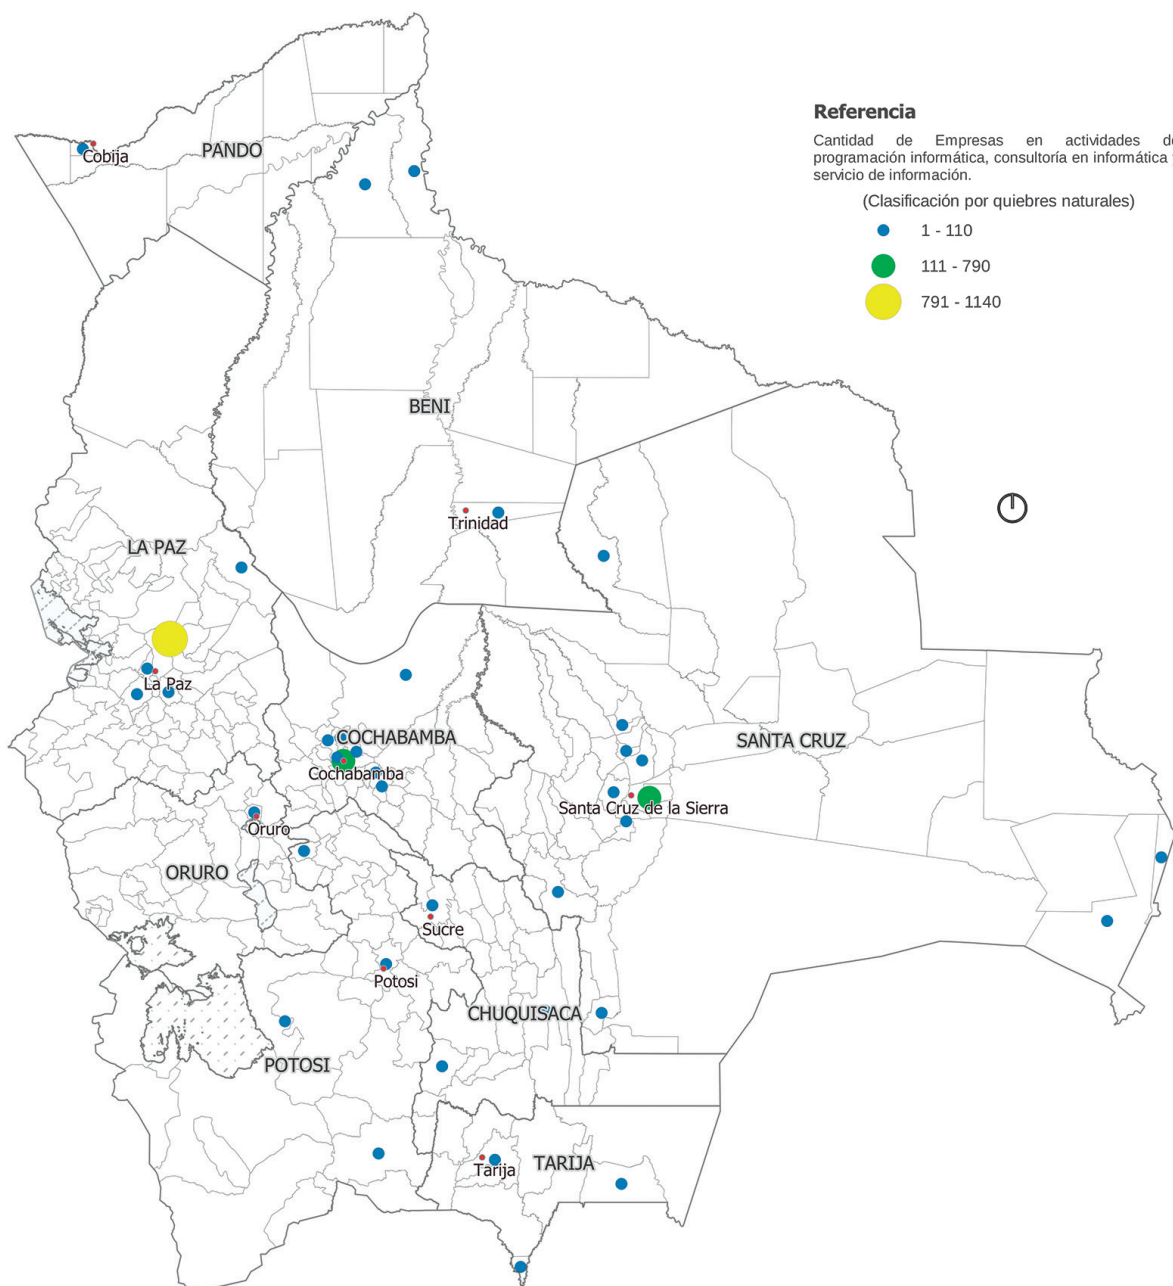 Referencia
Cantidad de Empresas en actividades de
programación informática, consultoría en informática
servicio de información.
(Clasificación por quiebres naturales)
1 - 110
111 - 790
791 - 1140
PANDO
Cobija
BENI
Trinidad
LA PAZ
La Paz
COCHABAMBA
Cochabamba
SANTA CRUZ
Santa Cruz de la Sierra
Oruro
ORURO
Sucre
Potosi
CHUQUISACA
POTOSI
Tarija
TARIJA